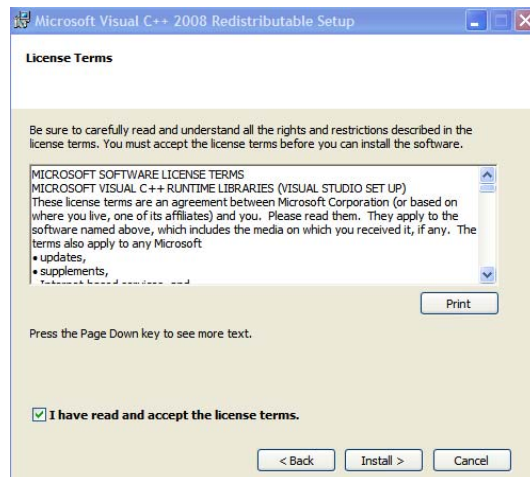 Microsoft Visual C++ 2008 Redistributable Setup
License Terms
Be sure to carefully read and understand all the rights and restrictions described in the
license terms. You must accept the license terms before you can install the software.
MICROSOFT SOFTWARE LICENSE TERMS
MICROSOFT VISUAL C++ RUNTIME LIBRARIES (VISUAL STUDIO SET UP)
These license terms are an agreement between Microsoft Corporation (or based on
where you live, one of its affiliates) and you. Please read them. They apply to the
software named above, which includes the media on which you received it, if any. The
terms also apply to any Microsoft
• updates,
• supplements,
Internet-based services, and
Print
Press the Page Down key to see more text.
I have read and accept the license terms.
< Back
Install >
Cancel